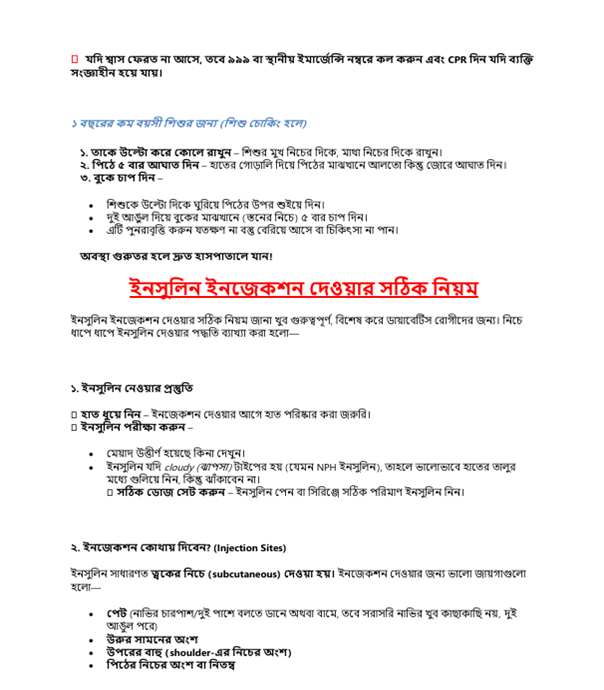 যদি শ্বাস ফেরত না আসে, তবে ৯৯৯ বা স্থানীয় ইমার্জেন্সি নম্বরে কল করুন এবং CPR দিন যদি ব্যক্তি
সংজ্ঞাহীন হয়ে যায়।
১ বছরের কম বয়সী শিশুর জন্য (শিশু চোকিং হলে)
১. তাকে উল্টো করে কোলে রাখুন – শিশুর মুখ নিচের দিকে, মাথা নিচের দিকে রাখুন।
২. পিঠে ৫ বার আঘাত দিন – হাতের গোড়ালি দিয়ে পিঠের মাঝখানে আলতো কিন্তু জোরে আঘাত দিন।
৩. বুকে চাপ দিন –
• শিশুকে উল্টো দিকে ঘুরিয়ে পিঠের উপর শুইয়ে দিন।
• দুই আঙুল দিয়ে বুকের মাঝখানে (স্তনের নিচে) ৫ বার চাপ দিন।
• এটি পুনরাবৃত্তি করুন যতক্ষণ না বস্তু বেরিয়ে আসে বা চিকিৎসা না পান।
অবস্থা গুরুতর হলে দ্রুত হাসপাতালে যান!
ইনসুলিন ইনজেকশন দেওয়ার সঠিক নিয়ম
ইনসুলিন ইনজেকশন দেওয়ার সঠিক নিয়ম জানা খুব গুরুত্বপূর্ণ, বিশেষ করে ডায়াবেটিস রোগীদের জন্য। নিচে
ধাপে ধাপে ইনসুলিন দেওয়ার পদ্ধতি ব্যাখ্যা করা হলো—
১. ইনসুলিন নেওয়ার প্রস্তুতি
হাত ধুয়ে নিন – ইনজেকশন দেওয়ার আগে হাত পরিষ্কার করা জরুরি।
ইনসুলিন পরীক্ষা করুন –
• মেয়াদ উত্তীর্ণ হয়েছে কিনা দেখুন।
• ইনসুলিন যদি cloudy (ঝাপসা) টাইপের হয় (যেমন NPH ইনসুলিন), তাহলে ভালোভাবে হাতের তালুর
মধ্যে গুলিয়ে নিন, কিন্তু ঝাঁকাবেন না।
সঠিক ডোজ সেট করুন – ইনসুলিন পেন বা সিরিঞ্জে সঠিক পরিমাণ ইনসুলিন নিন।
২. ইনজেকশন কোথায় দিবেন? (Injection Sites)
ইনসুলিন সাধারণত ত্বকের নিচে (subcutaneous) দেওয়া হয়। ইনজেকশন দেওয়ার জন্য ভালো জায়গাগুলো
হলো—
• পেট (নাভির চারপাশ/দুই পাশে বলতে ডানে অথবা বামে, তবে সরাসরি নাভির খুব কাছাকাছি নয়, দুই
আঙুল পরে)
• উরুর সামনের অংশ
• উপরের বাহু (shoulder-এর নিচের অংশ)
• পিঠের নিচের অংশ বা নিতম্ব